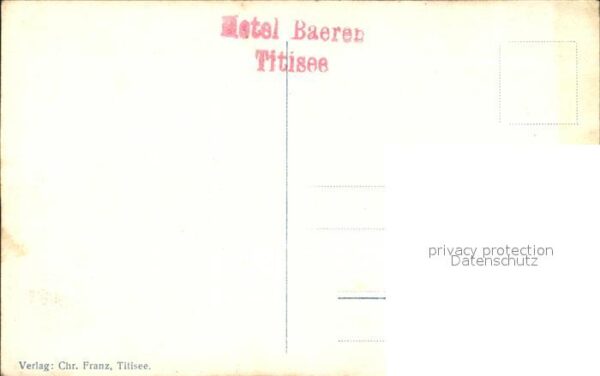 Hotel Baeren
Titisee
privacy protection
Datenschutz
Verlag: Chr. Franz, Titisee.